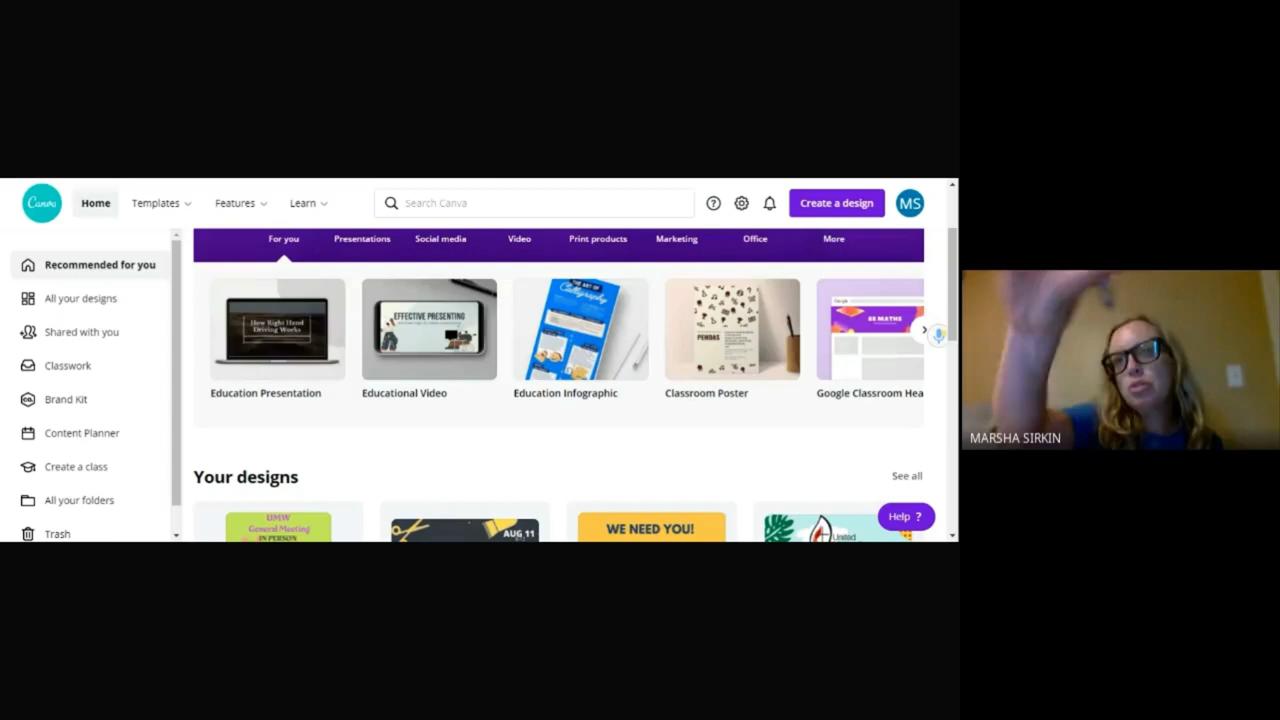 Canva
Home
Templates
Features
Learn
Search Canva
?
Create a design
MS
For you
Presentations
Social media
Video
Print products
Marketing
Office
More
Recommended for you
All your designs
Shared with you
Classwork
Brand Kit
Content Planner
Create a class
All your folders
Trash
How Right Hand
Driving Works
EFFECTIVE PRESENTING
THE ART OF
Calligraphy
PEMDAS
Google
8B MATHS
Education Presentation
Educational Video
Education Infographic
Classroom Poster
Google Classroom Hea
Your designs
See all
UMW
General Meeting
IN PERSON
AUG 11
WE NEED YOU!
United
Help ?
MARSHA SIRKIN